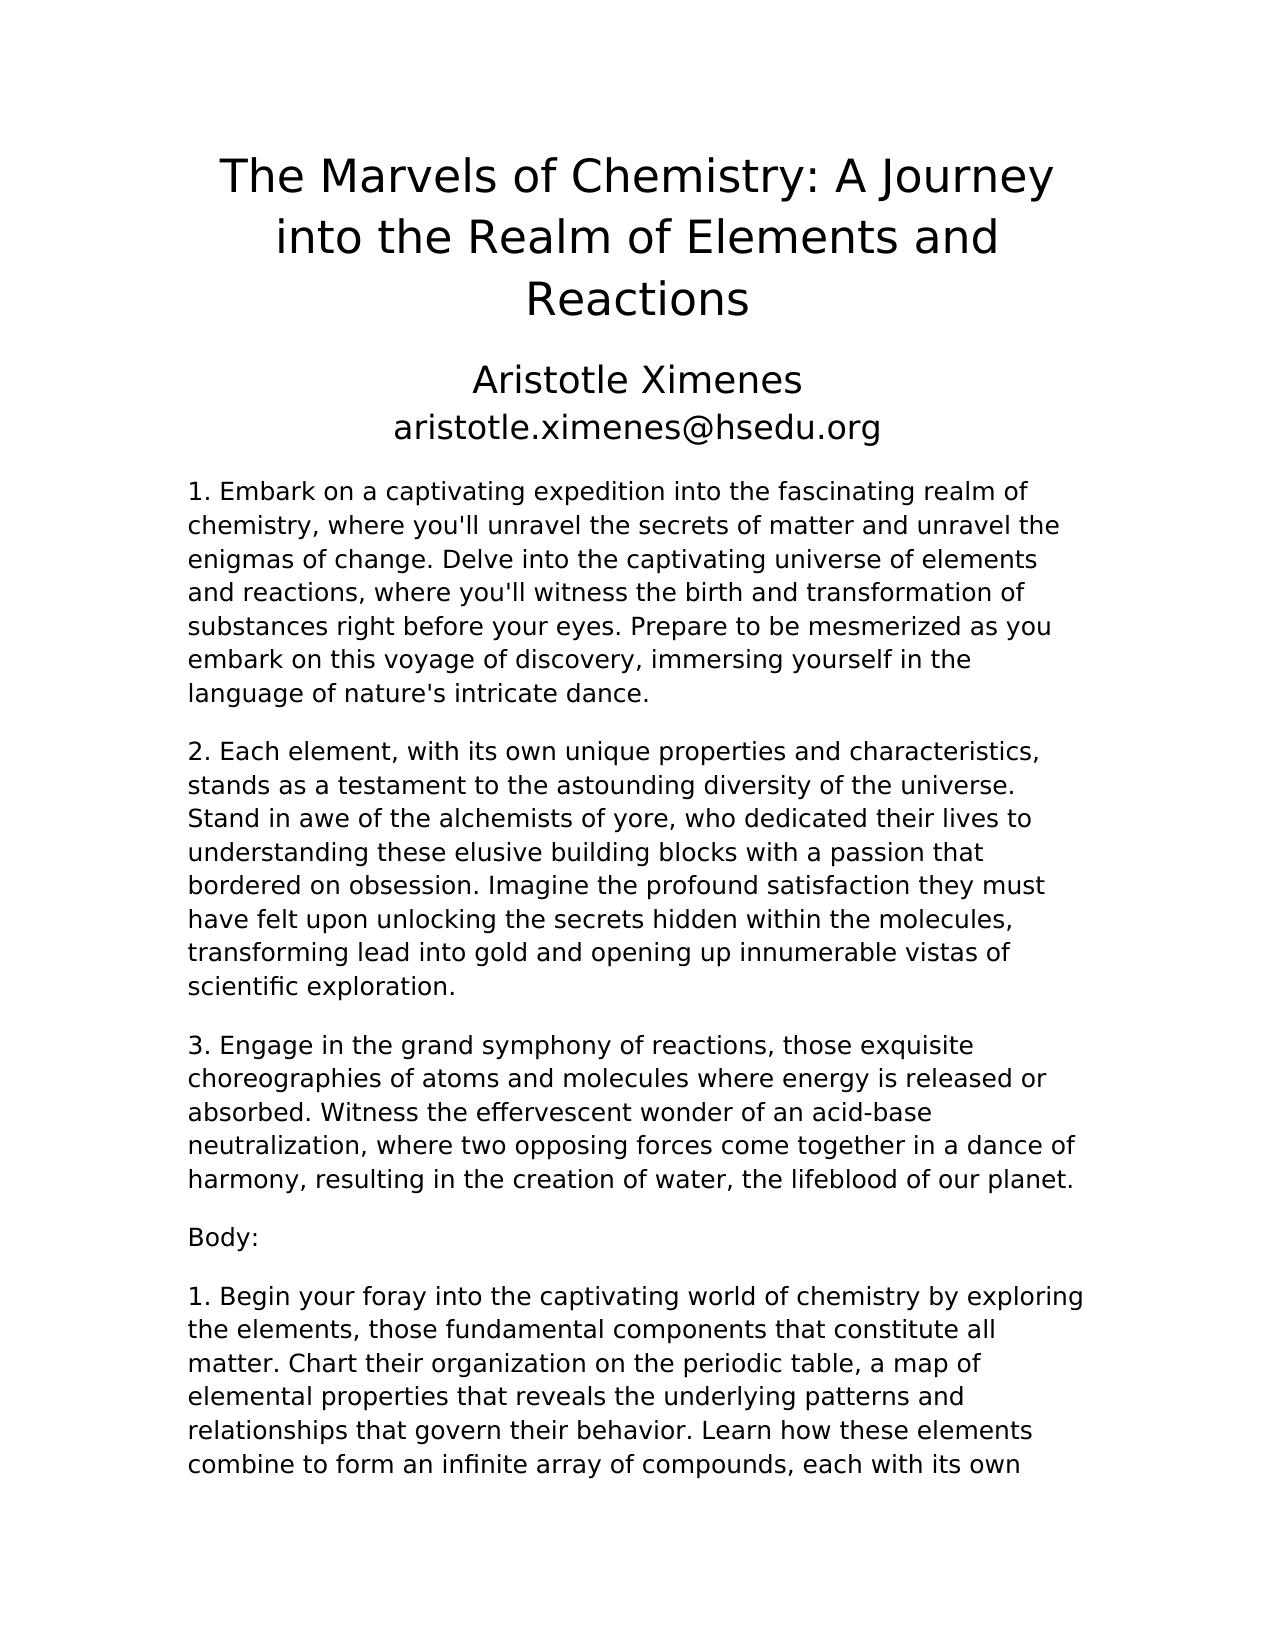 The Marvels of Chemistry: A Journey
into the Realm of Elements and
Reactions
Aristotle Ximenes
aristotle.ximenes@hsedu.org
1. Embark on a captivating expedition into the fascinating realm of
chemistry, where you'll unravel the secrets of matter and unravel the
enigmas of change. Delve into the captivating universe of elements
and reactions, where you'll witness the birth and transformation of
substances right before your eyes. Prepare to be mesmerized as you
embark on this voyage of discovery, immersing yourself in the
language of nature's intricate dance.
2. Each element, with its own unique properties and characteristics,
stands as a testament to the astounding diversity of the universe.
Stand in awe of the alchemists of yore, who dedicated their lives to
understanding these elusive building blocks with a passion that
bordered on obsession. Imagine the profound satisfaction they must
have felt upon unlocking the secrets hidden within the molecules,
transforming lead into gold and opening up innumerable vistas of
scientific exploration.
3. Engage in the grand symphony of reactions, those exquisite
choreographies of atoms and molecules where energy is released or
absorbed. Witness the effervescent wonder of an acid-base
neutralization, where two opposing forces come together in a dance of
harmony, resulting in the creation of water, the lifeblood of our planet.
Body:
1. Begin your foray into the captivating world of chemistry by exploring
the elements, those fundamental components that constitute all
matter. Chart their organization on the periodic table, a map of
elemental properties that reveals the underlying patterns and
relationships that govern their behavior. Learn how these elements
combine to form an infinite array of compounds, each with its own